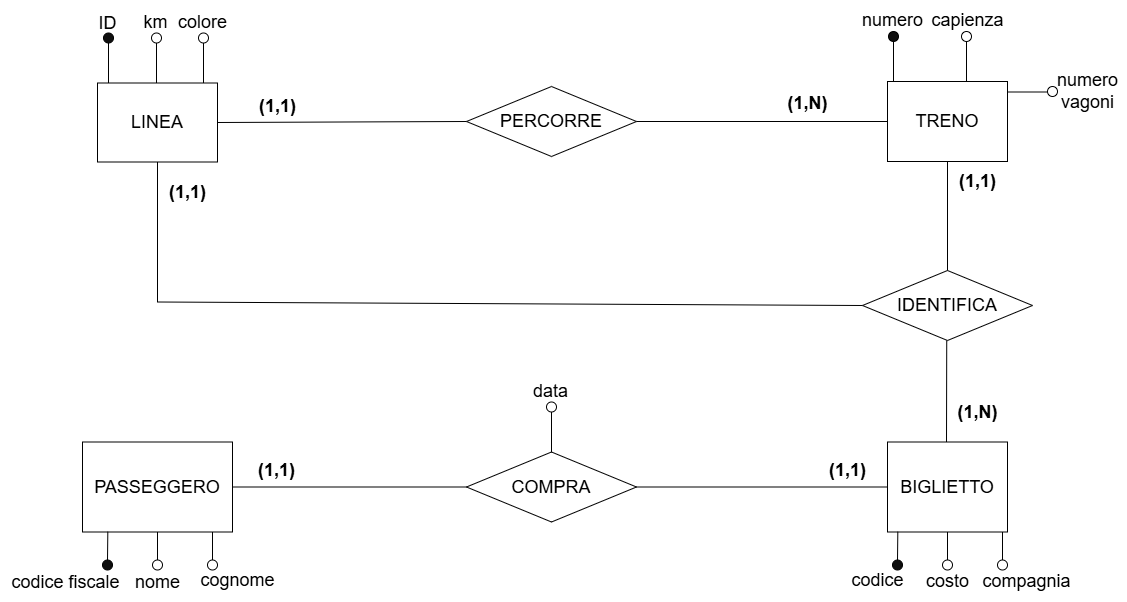 ID km colore
numero capienza
numero
vagoni
LINEA
(1,1)
PERCORRE
(1,N)
TRENO
(1,1)
(1,1)
IDENTIFICA
data
(1,N)
PASSEGGERO
(1,1)
COMPRA
(1,1)
BIGLIETTO
codice fiscale nome cognome
codice costo compagnia